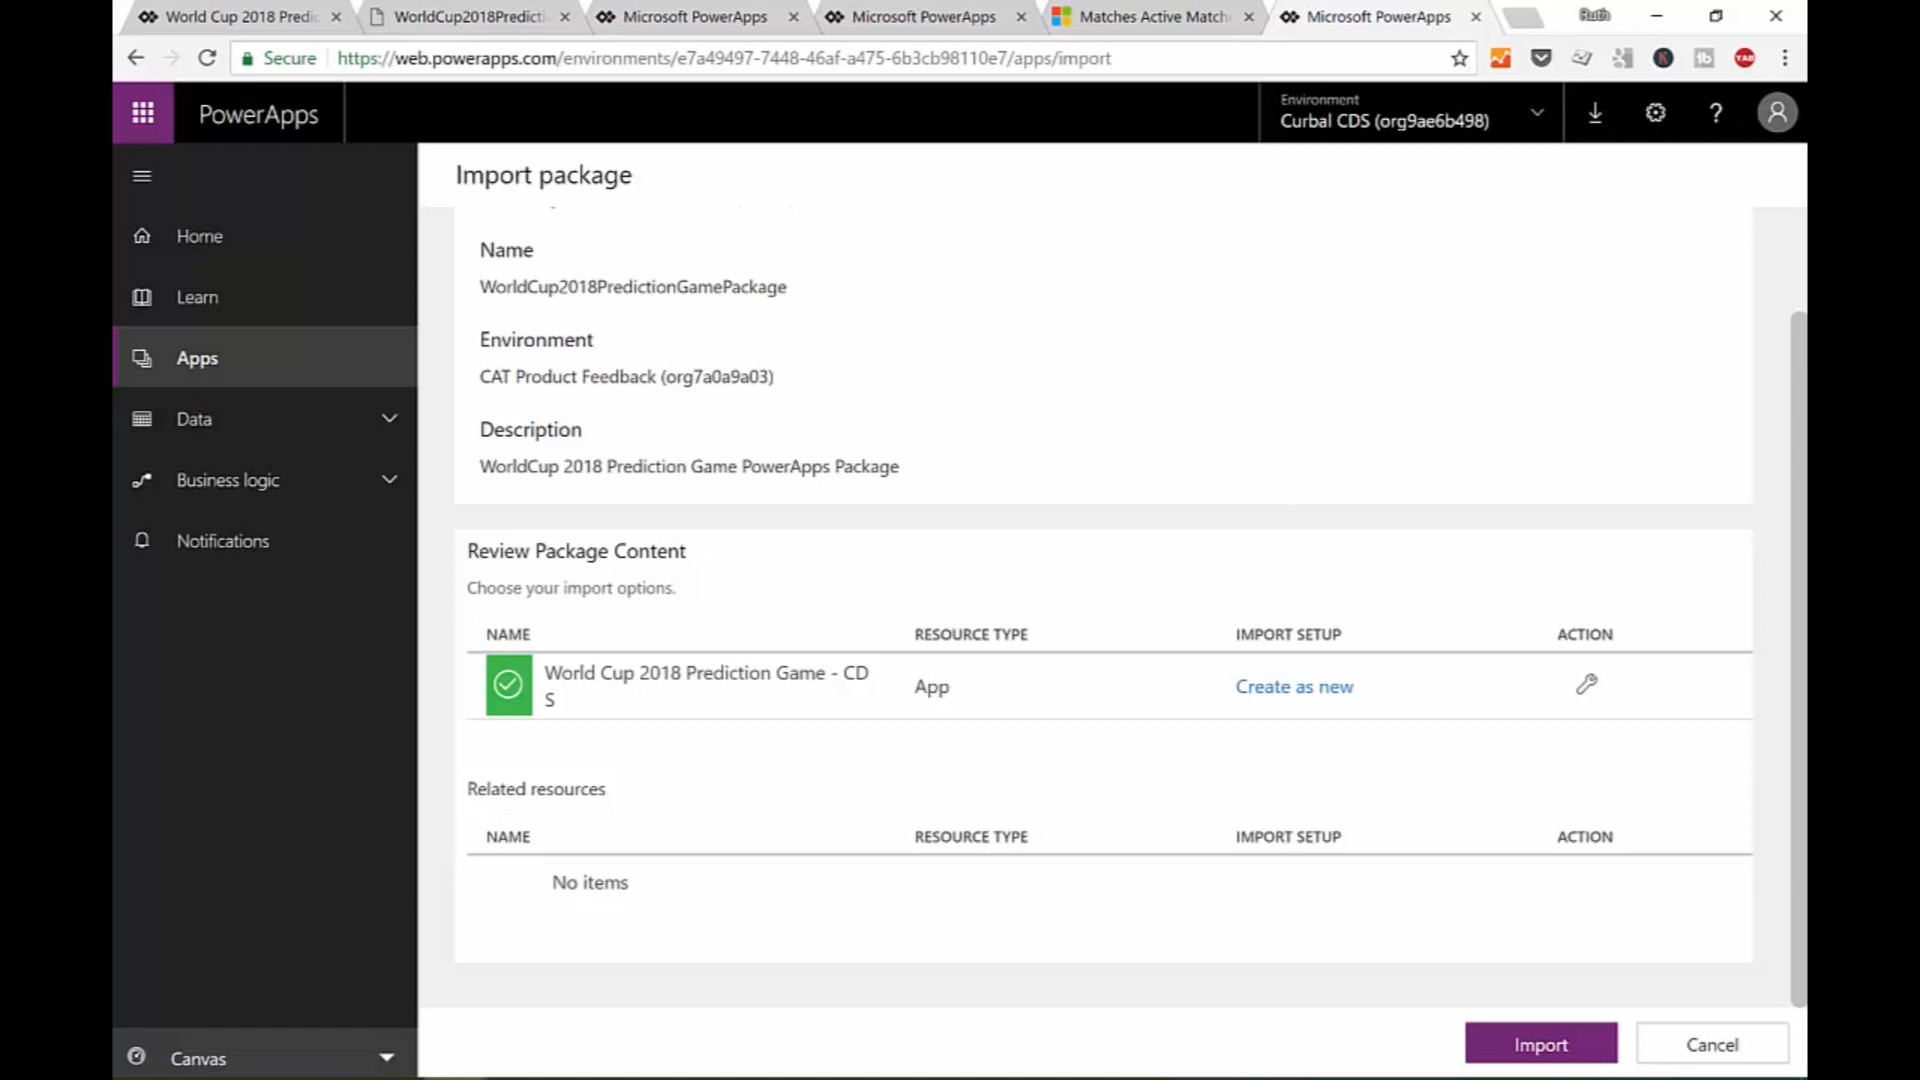 World Cup 2018 Predic
WorldCup2018Predicti
Microsoft PowerApps
Microsoft PowerApps
Matches Active Match
Microsoft PowerApps
Ruth
Secure
https://web.powerapps.com/environments/e7a49497-7448-46af-a475-6b3cb98110e7/apps/import
PowerApps
Environment
Curbal CDS (org9ae6b498)
?
Home
Learn
Apps
Data
Business logic
Notifications
Canvas
Import package
Name
WorldCup2018PredictionGamePackage
Environment
CAT Product Feedback (org7a0a9a03)
Description
WorldCup 2018 Prediction Game PowerApps Package
Review Package Content
Choose your import options.
NAME RESOURCE TYPE IMPORT SETUP ACTION
World Cup 2018 Prediction Game - CD
S
App
Create as new
Related resources
NAME RESOURCE TYPE IMPORT SETUP ACTION
No items
Import
Cancel